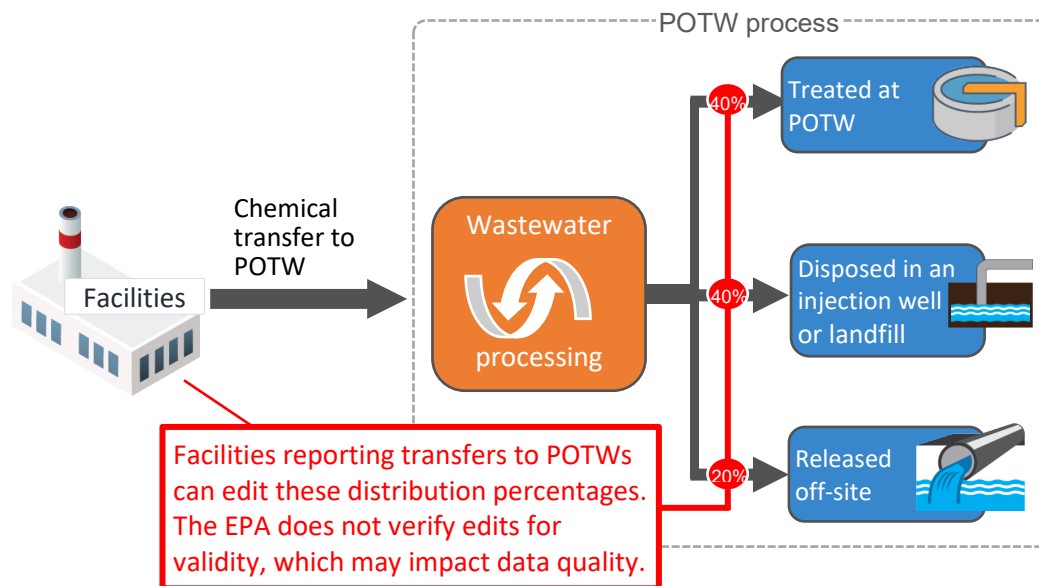 POTW process
Chemical
transfer to
POTW
Facilities
Wastewater
processing
40%
Treated at
POTW
40%
Disposed in an
injection well
or landfill
20%
Released
off-site
Facilities reporting transfers to POTWs
can edit these distribution percentages.
The EPA does not verify edits for
validity, which may impact data quality.